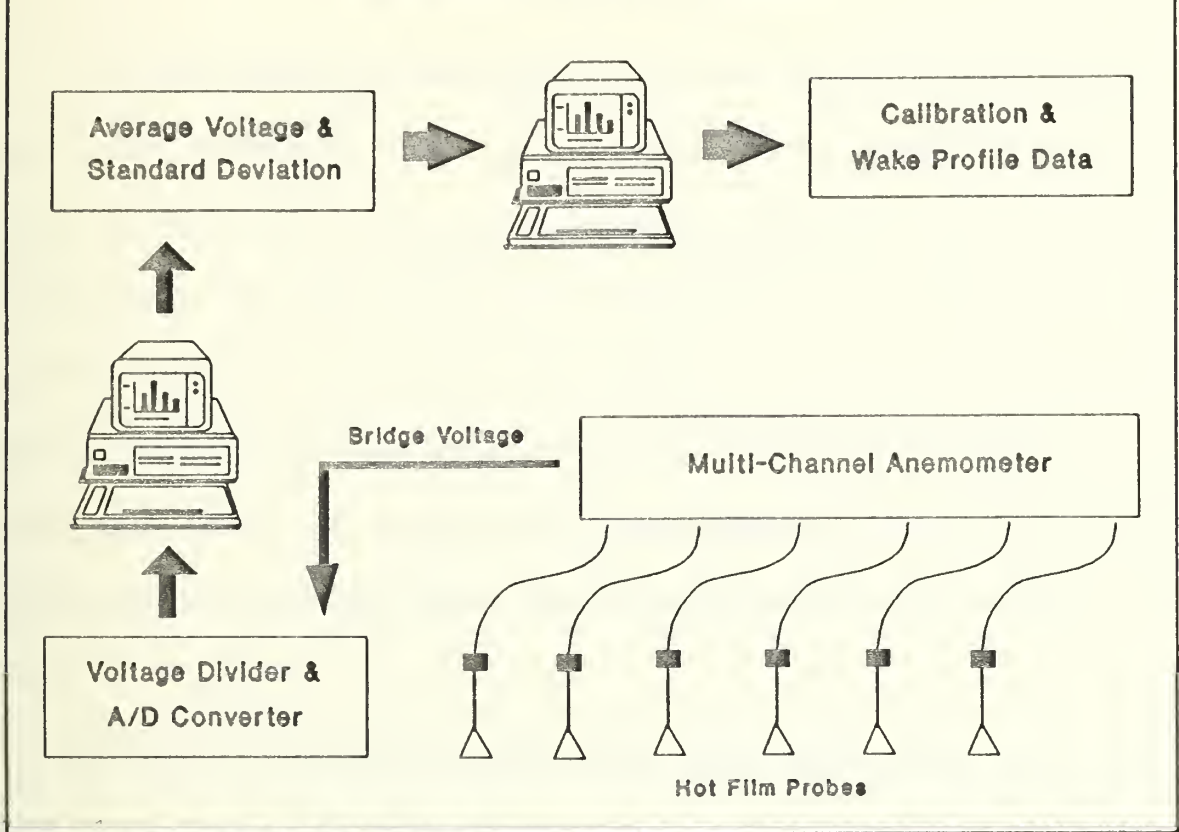 Average Voltage &
Standard Deviation
Calibration &
Wake Profile Data
Bridge Voltage
Multi-Channel Anemometer
Voltage Divider &
A/D Converter
Hot Film Probes